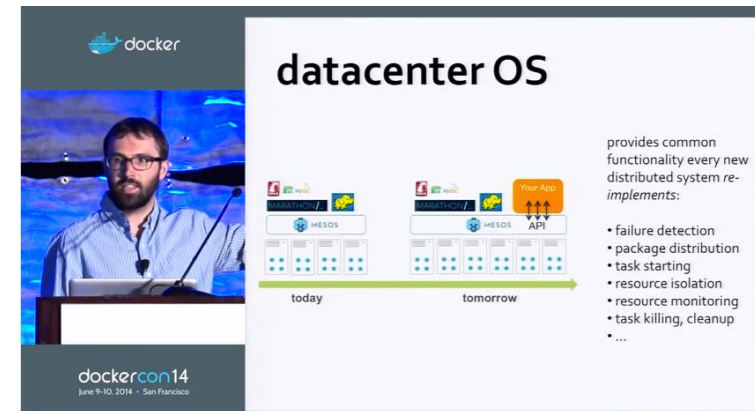 docker
datacenter OS
MARATHON/..
MESOS
today
MARATHON/..
Your App
MESOS
API
tomorrow
provides common
functionality every new
distributed system re-
implements:
• failure detection
• package distribution
• task starting
• resource isolation
• resource monitoring
• task killing, cleanup
• ...
dockercon14
June 9-10, 2014 • San Francisco